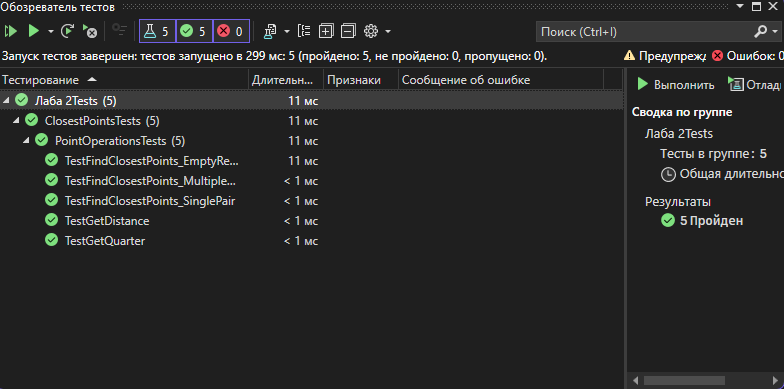 Обозреватель тестов
5 5 0
Поиск (Ctrl+I)
Запуск тестов завершен: тестов запущено в 299 мс: 5 (пройдено: 5, не пройдено: 0, пропущено: 0).
Предупрежд Ошибок: 0
Тестирование Длительн... Признаки Сообщение об ошибке
Лаба 2Tests (5) 11 мс
ClosestPointsTests (5) 11 мс
PointOperationsTests (5) 11 мс
TestFindClosestPoints_EmptyRe... 11 мс
TestFindClosestPoints_Multiple... < 1 мс
TestFindClosestPoints_SinglePair < 1 мс
TestGetDistance < 1 мс
TestGetQuarter < 1 мс
Выполнить Отлад
Сводка по группе
Лаба 2Tests
Тесты в группе: 5
Общая длительно
Результаты
5 Пройден